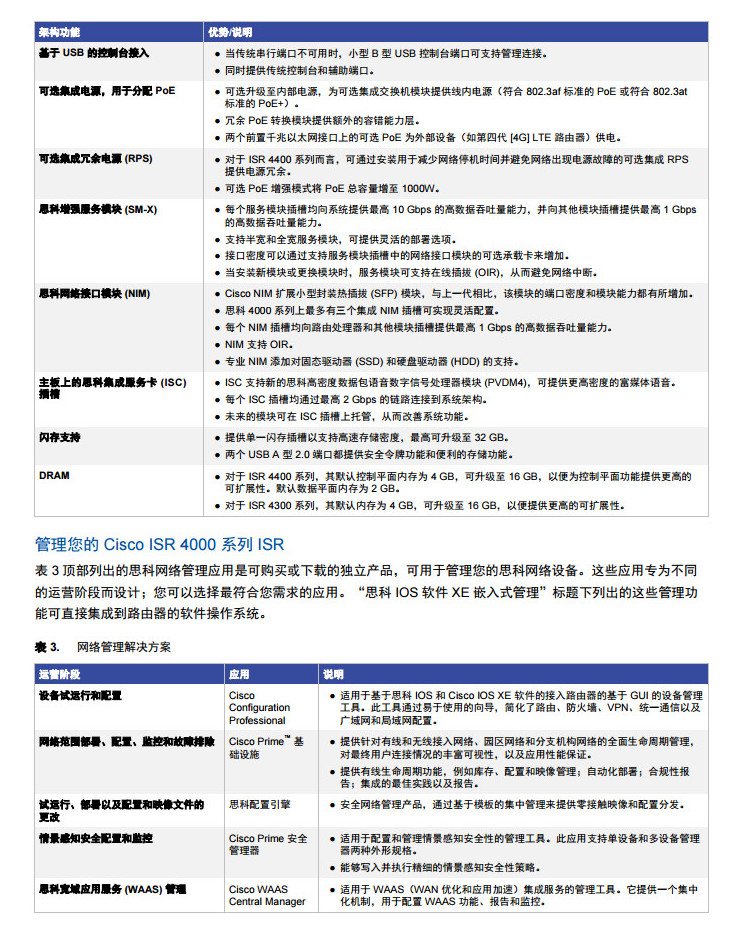 架构功能 优势/说明
基于 USB 的控制台接入 ● 当传统串行端口不可用时，小型 B 型 USB 控制台端口可支持管理连接。
● 同时提供传统控制台和辅助端口。
可选集成电源，用于分配 PoE ● 可选升级至内部电源，为可选集成交换机模块提供线内电源（符合 802.3af 标准的 PoE 或符合 802.3at
标准的 PoE+）。
● 冗余 PoE 转换模块提供额外的容错能力层。
● 两个前置千兆以太网接口上的可选 PoE 为外部设备（如第四代 [4G] LTE 路由器）供电。
可选集成冗余电源 (RPS) ● 对于 ISR 4400 系列而言，可通过安装用于减少网络停机时间并避免网络出现电源故障的可选集成 RPS
提供电源冗余。
● 可选 PoE 增强模式将 PoE 总容量增至 1000W。
思科增强服务模块 (SM-X) ● 每个服务模块插槽均向系统提供最高 10 Gbps 的高数据吞吐量能力，并向其他模块插槽提供最高 1 Gbps
的高数据吞吐量能力。
● 支持半宽和全宽服务模块，可提供灵活的部署选项。
● 接口密度可以通过支持服务模块插槽中的网络接口模块的可选承载卡来增加。
● 当安装新模块或更换模块时，服务模块可支持在线插拔 (OIR)，从而避免网络中断。
思科网络接口模块 (NIM) ● Cisco NIM 扩展小型封装热插拔 (SFP) 模块，与上一代相比，该模块的端口密度和模块能力都有所增加。
● 思科 4000 系列上最多有三个集成 NIM 插槽可实现灵活配置。
● 每个 NIM 插槽均向路由处理器和其他模块插槽提供最高 1 Gbps 的高数据吞吐量能力。
● NIM 支持 OIR。
● 专业 NIM 添加对固态驱动器 (SSD) 和硬盘驱动器 (HDD) 的支持。
主板上的思科集成服务卡 (ISC) ● ISC 支持新的思科高密度数据包语音数字信号处理器模块 (PVDM4)，可提供更高密度的富媒体语音。
插槽 ● 每个 ISC 插槽均通过最高 2 Gbps 的链路连接到系统架构。
● 未来的模块可在 ISC 插槽上托管，从而改善系统功能。
闪存支持 ● 提供单一闪存插槽以支持高速存储密度，最高可升级至 32 GB。
● 两个 USB A 型 2.0 端口都提供安全令牌功能和便利的存储功能。
DRAM ● 对于 ISR 4400 系列，其默认控制平面内存为 4 GB，可升级至 16 GB，以便为控制平面功能提供更高的
可扩展性。默认数据平面内存为 2 GB。
● 对于 ISR 4300 系列，其默认内存为 4 GB，可升级至 16 GB，以便提供更高的可扩展性。
管理您的 Cisco ISR 4000 系列 ISR
表 3 顶部列出的思科网络管理应用是可购买或下载的独立产品，可用于管理您的思科网络设备。这些应用专为不同
的运营阶段而设计；您可以选择最符合您需求的应用。“思科 IOS 软件 XE 嵌入式管理”标题下列出的这些管理功
能可直接集成到路由器的软件操作系统。
表 3. 网络管理解决方案
运营阶段 应用 说明
设备试运行和配置 Cisco Configuration Professional ● 适用于基于思科 IOS 和 Cisco IOS XE 软件的接入路由器的基于 GUI 的设备管理
工具。此工具通过易于使用的向导，简化了路由、防火墙、VPN、统一通信以及
广域网和局域网配置。
网络范围部署、配置、监控和故障排除 Cisco Prime™ 基础设施 ● 提供针对有线和无线接入网络、园区网络和分支机构网络的全面生命周期管理，
对最终用户连接情况的丰富可视性，以及应用性能保证。
● 提供有线生命周期功能，例如库存、配置和映像管理；自动化部署；合规性报
告；集成的最佳实践以及报告。
试运行、部署以及配置和映像文件的 思科配置引擎 ● 安全网络管理产品，通过基于模板的集中管理来提供零接触映像和配置分发。
更改
情景感知安全配置和监控 Cisco Prime 安全管理器 ● 适用于配置和管理情景感知安全性的管理工具。此应用支持单设备和多设备管理
器两种外形规格。
● 能够写入并执行精细的情景感知安全性策略。
思科宽域应用服务 (WAAS) 管理 Cisco WAAS Central Manager ● 适用于 WAAS（WAN 优化和应用加速）集成服务的管理工具。它提供一个集中
化机制，用于配置 WAAS 功能、报告和监控。